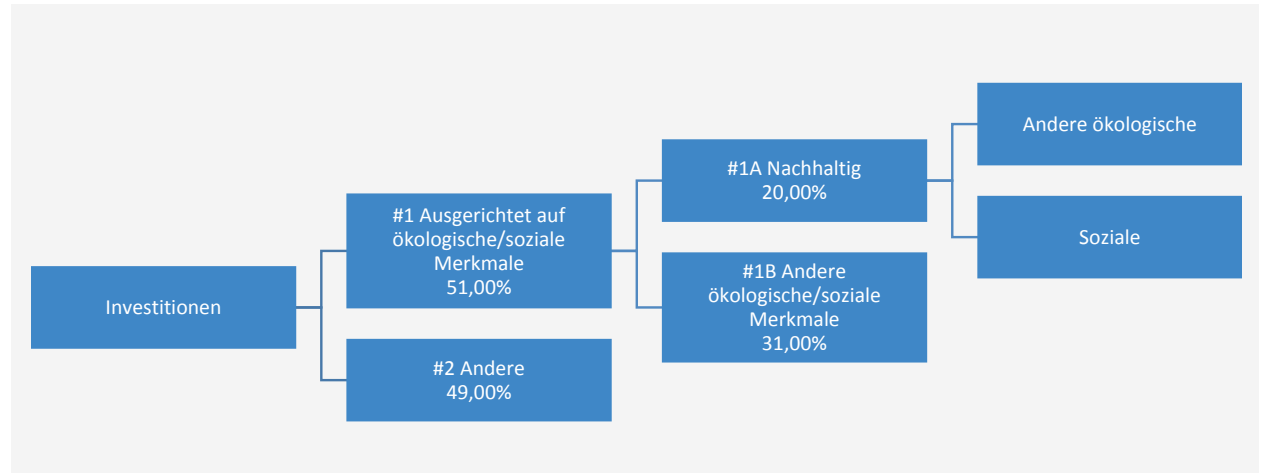 Investitionen
#1 Ausgerichtet auf
ökologische/soziale
Merkmale
51,00%
#2 Andere
49,00%
#1A Nachhaltig
20,00%
#1B Andere
ökologische/soziale
Merkmale
31,00%
Andere ökologische
Soziale